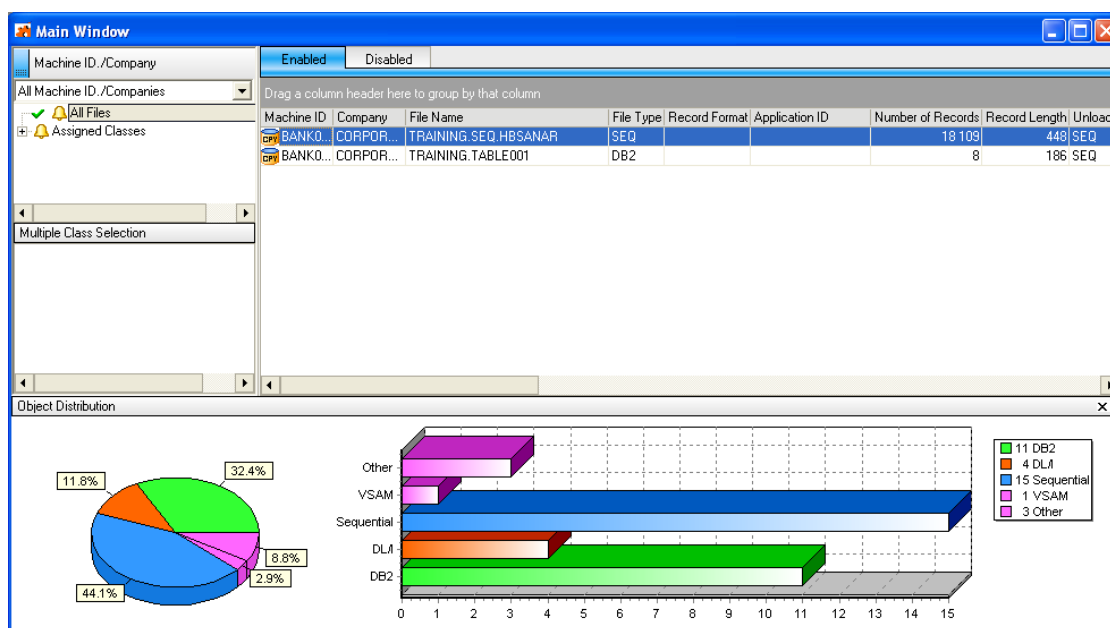 Main Window
Machine ID./Company
All Machine ID./Companies
All Files
Assigned Classes
Multiple Class Selection
Enabled Disabled
Drag a column header here to group by that column
Machine ID Company File Name File Type Record Format Application ID Number of Records Record Length Unload
CPY BANK0... CORPOR... TRAINING.SEQ.HBSANAR SEQ 18 109 448 SEQ
CPY BANK0... CORPOR... TRAINING.TABLE001 DB2 8 186 SEQ
Object Distribution
32.4%
11.8%
8.8%
2.9%
44.1%
Other
VSAM
Sequential
DL/I
DB2
0 1 2 3 4 5 6 7 8 9 10 11 12 13 14 15
11 DB2
4 DL/I
15 Sequential
1 VSAM
3 Other